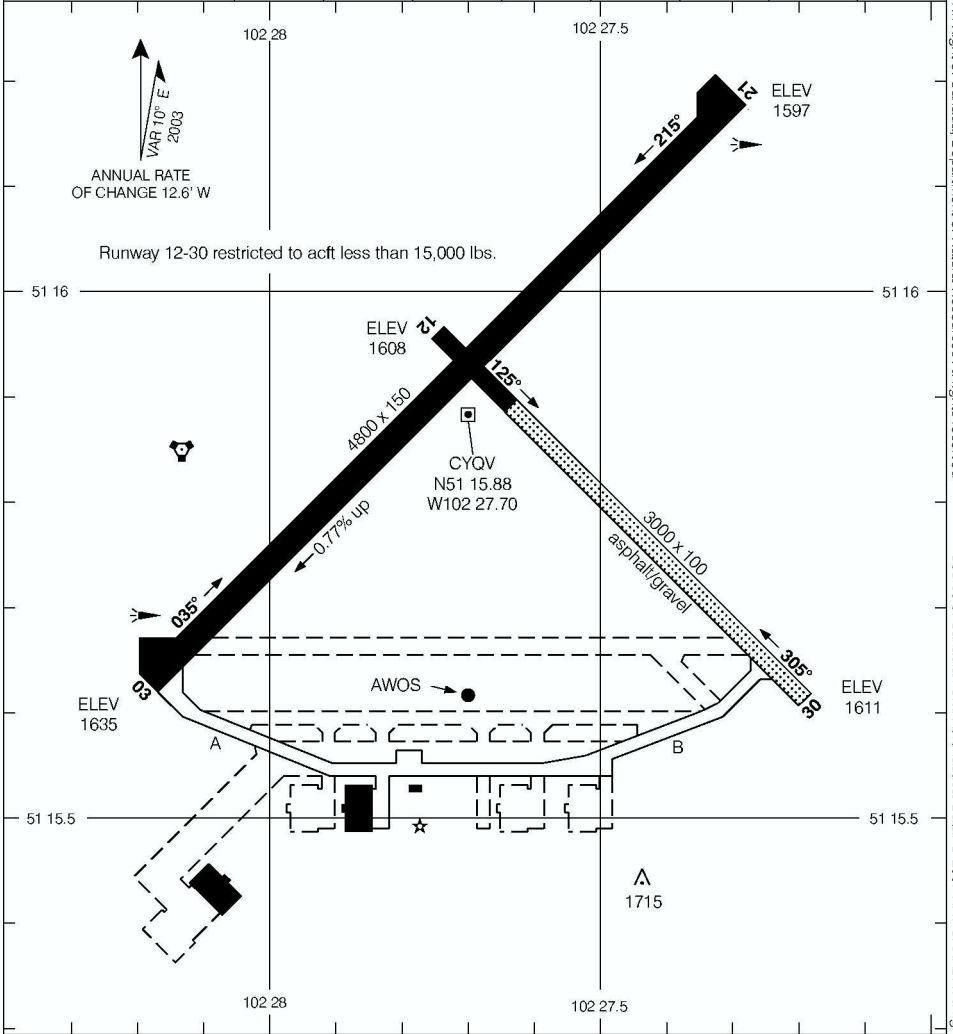 102 28
102 27.5
21
ELEV
1597
215°
VAR 10° E
2003
ANNUAL RATE
OF CHANGE 12.6' W
Runway 12-30 restricted to acft less than 15,000 lbs.
51 16
51 16
12
ELEV
1608
125°
4800 x 150
CYQV
N51 15.88
W102 27.70
0.77% up
3000 x 100
asphalt/gravel
035°
305°
03
AWOS
30
ELEV
1635
ELEV
1611
A
B
51 15.5
51 15.5
1715
102 28
102 27.5